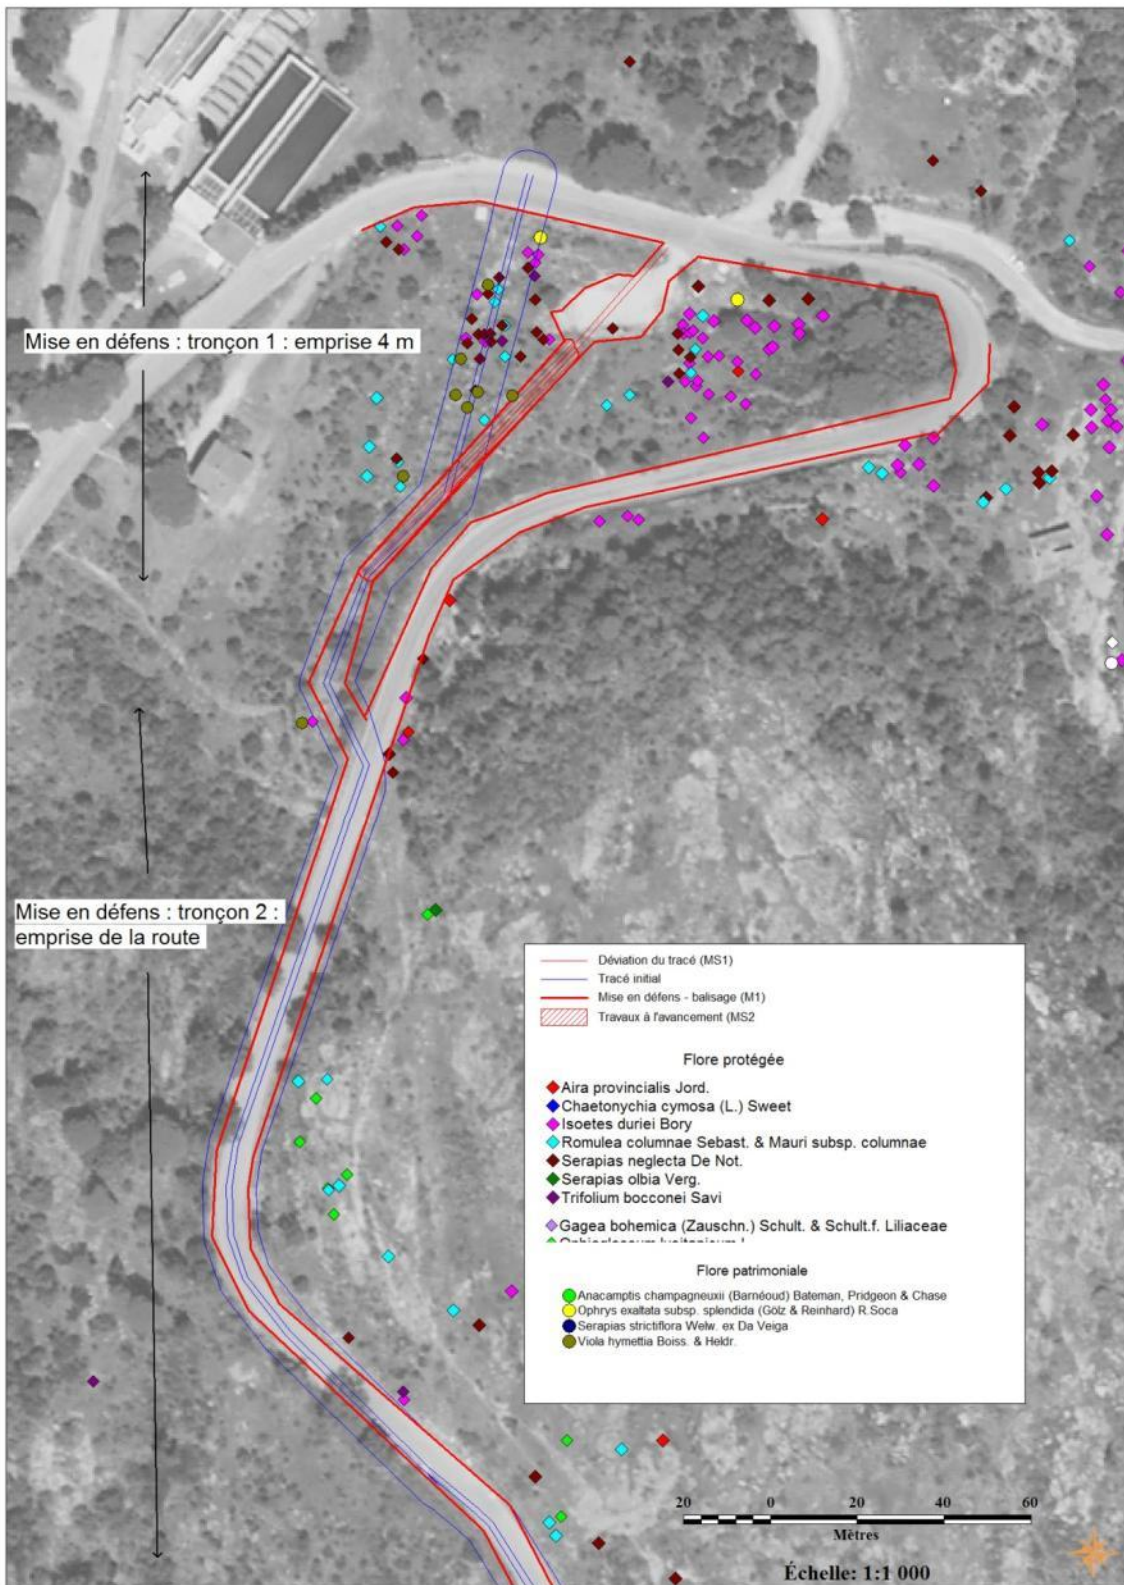 Mise en défens : tronçon 1 : emprise 4 m
Mise en défens : tronçon 2 :
emprise de la route
Déviation du tracé (MS1)
Tracé initial
Mise en défens - balisage (M1)
Travaux à l'avancement (MS2
Flore protégée
Aira provincialis Jord.
Chaetonychia cymosa (L.) Sweet
Isoetes duriei Bory
Romulea columnae Sebast. & Mauri subsp. columnae
Serapias neglecta De Not.
Serapias olbia Verg.
Trifolium bocconei Savi
Gagea bohemica (Zauschn.) Schult. & Schult.f. Liliaceae
Flore patrimoniale
Anacamptis champagneuxii (Barnéoud) Bateman, Pridgeon & Chase
Ophrys exaltata subsp. splendida (Gölz & Reinhard) R.Soca
Serapias strictiflora Welw. ex Da Veiga
Viola hymettia Boiss. & Heldr.
20 0 20 40 60
Mètres
Échelle: 1:1 000